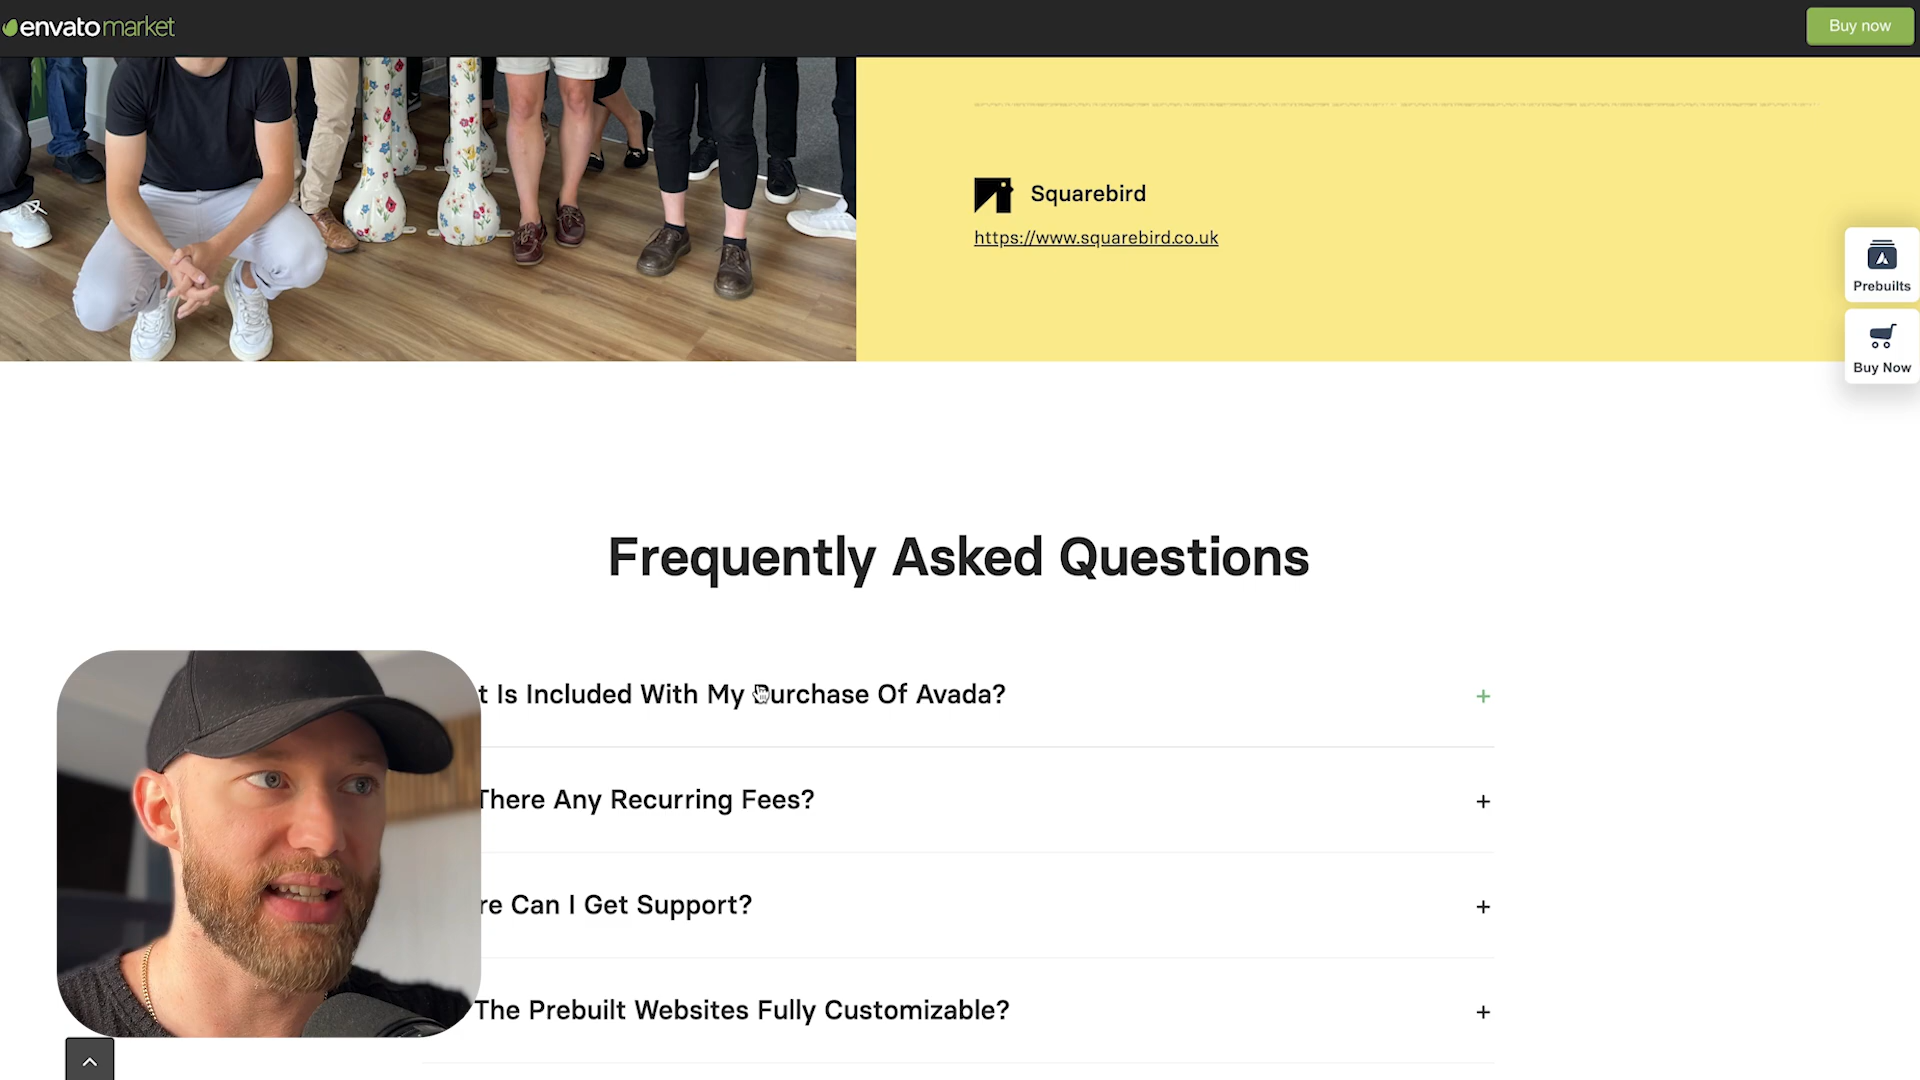 envato market
Buy now
Squarebird
https://www.squarebird.co.uk
Prebuilts
Buy Now
Frequently Asked Questions
t Is Included With My Purchase Of Avada?
There Any Recurring Fees?
re Can I Get Support?
The Prebuilt Websites Fully Customizable?